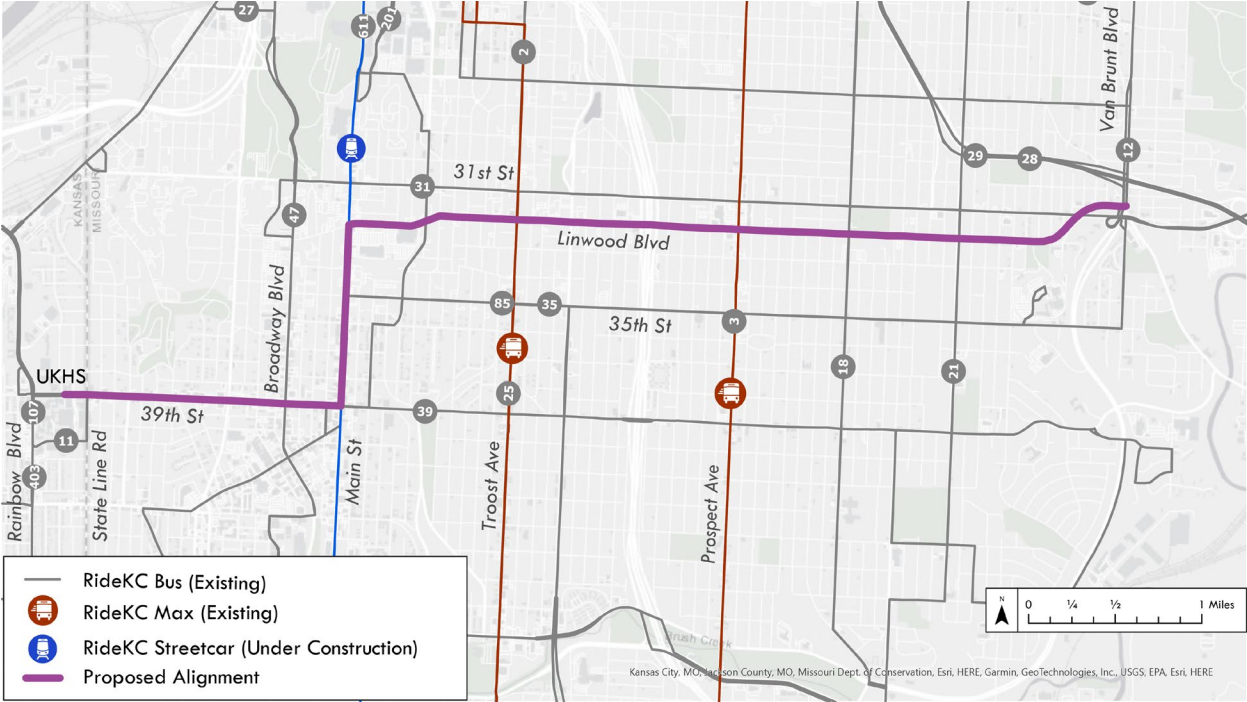 27
611
201
2
Van Brunt Blvd
29
28
12
31st St
31
KANSAS
MISSOURI
47
Linwood Blvd
Broadway Blvd
85
35
35th St
3
UKHS
18
21
25
39th St
39
107
11
403
Rainbow Blvd
State Line Rd
Main St
Troost Ave
Prospect Ave
Brush Creek
RideKC Bus (Existing)
RideKC Max (Existing)
RideKC Streetcar (Under Construction)
Proposed Alignment
N
0 ¼ ½ 1 Miles
Kansas City, MO, Jackson County, MO, Missouri Dept. of Conservation, Esri, HERE, Garmin, GeoTechnologies, Inc., USGS; EPA, Esri, HERE